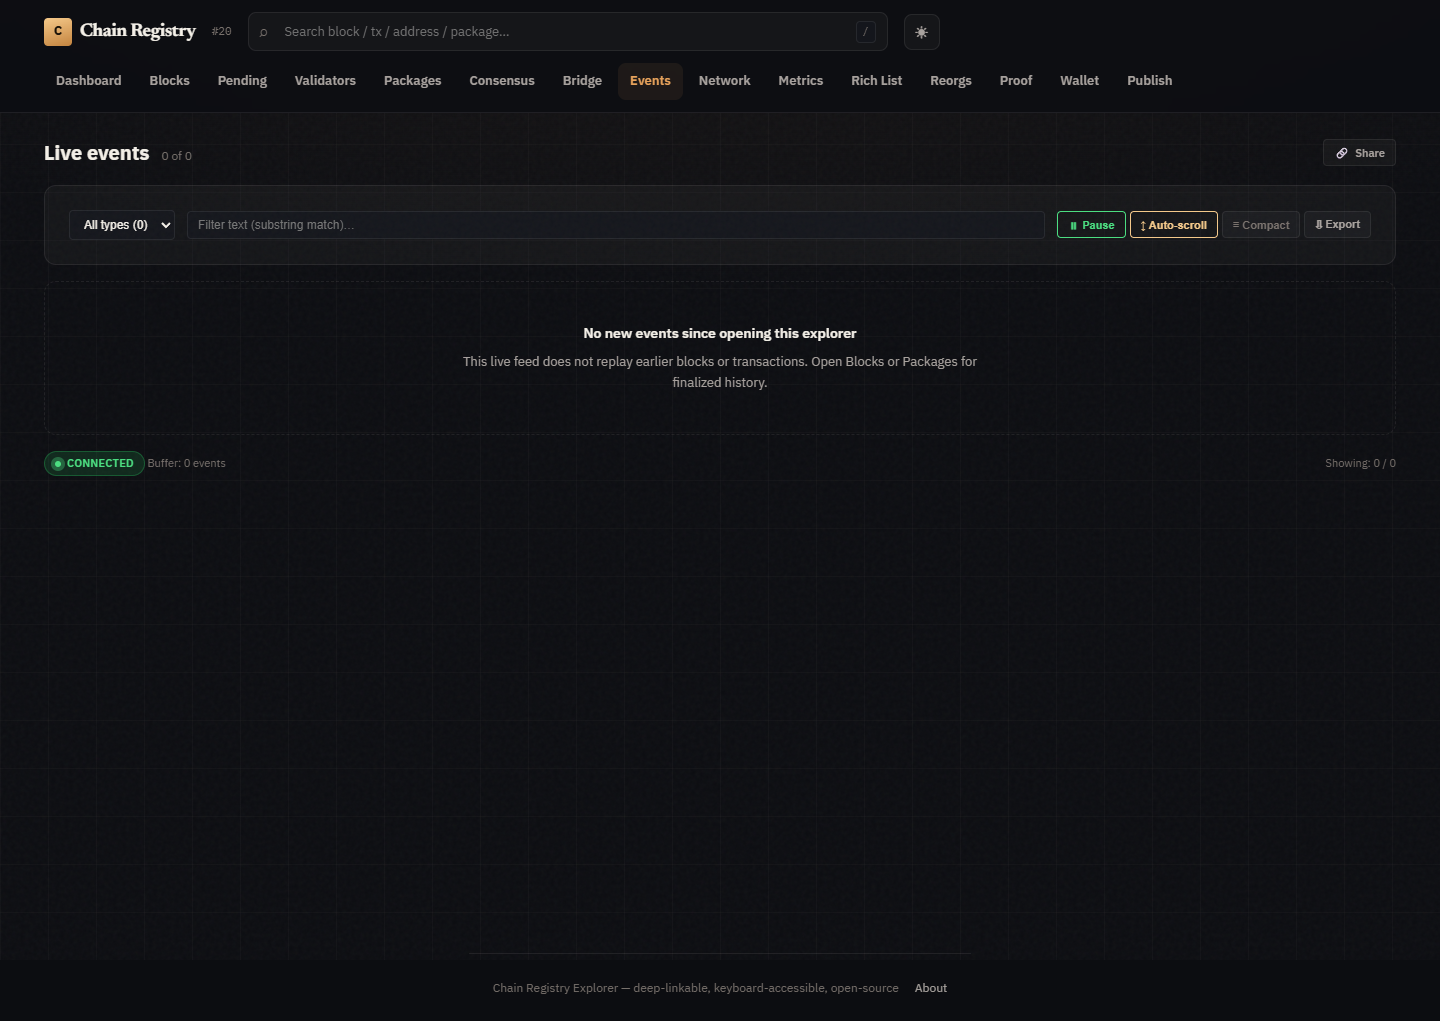 C Chain Registry #20 Search block / tx / address / package... /
Dashboard Blocks Pending Validators Packages Consensus Bridge Events Network Metrics Rich List Reorgs Proof Wallet Publish
Live events 0 of 0 Share
All types (0) Filter text (substring match)... Pause Auto-scroll Compact Export
No new events since opening this explorer
This live feed does not replay earlier blocks or transactions. Open Blocks or Packages for
finalized history.
CONNECTED Buffer: 0 events Showing: 0 / 0
Chain Registry Explorer — deep-linkable, keyboard-accessible, open-source About